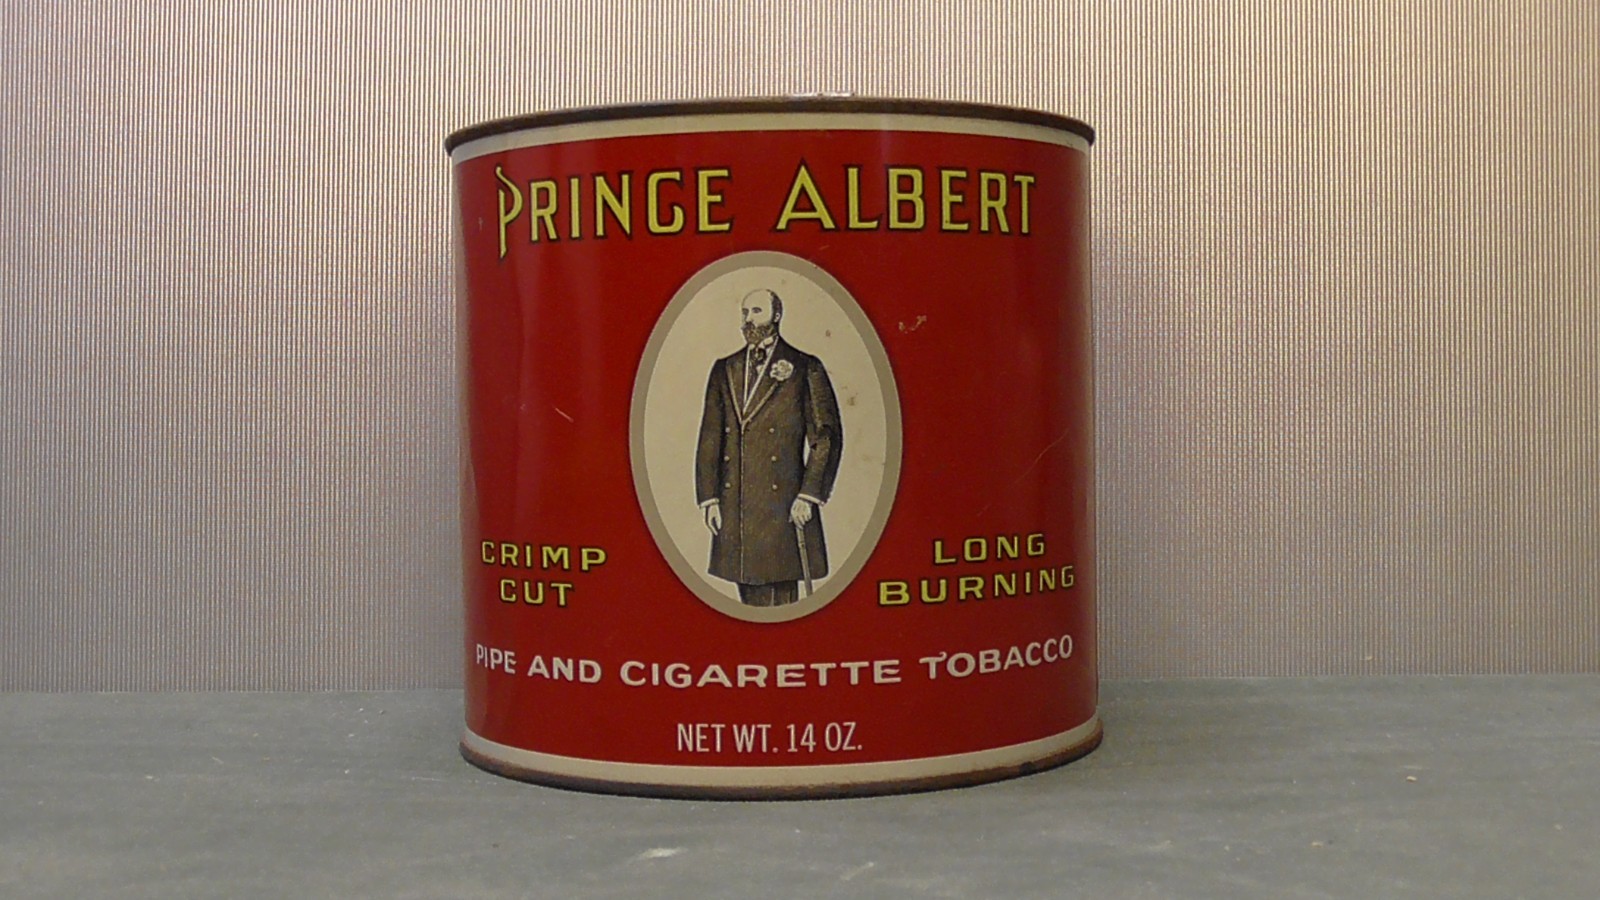 PRINCE ALBERT
CRIMP
CUT
LONG
BURNING
PIPE AND CIGARETTE TOBACCO
NET WT. 14 OZ.